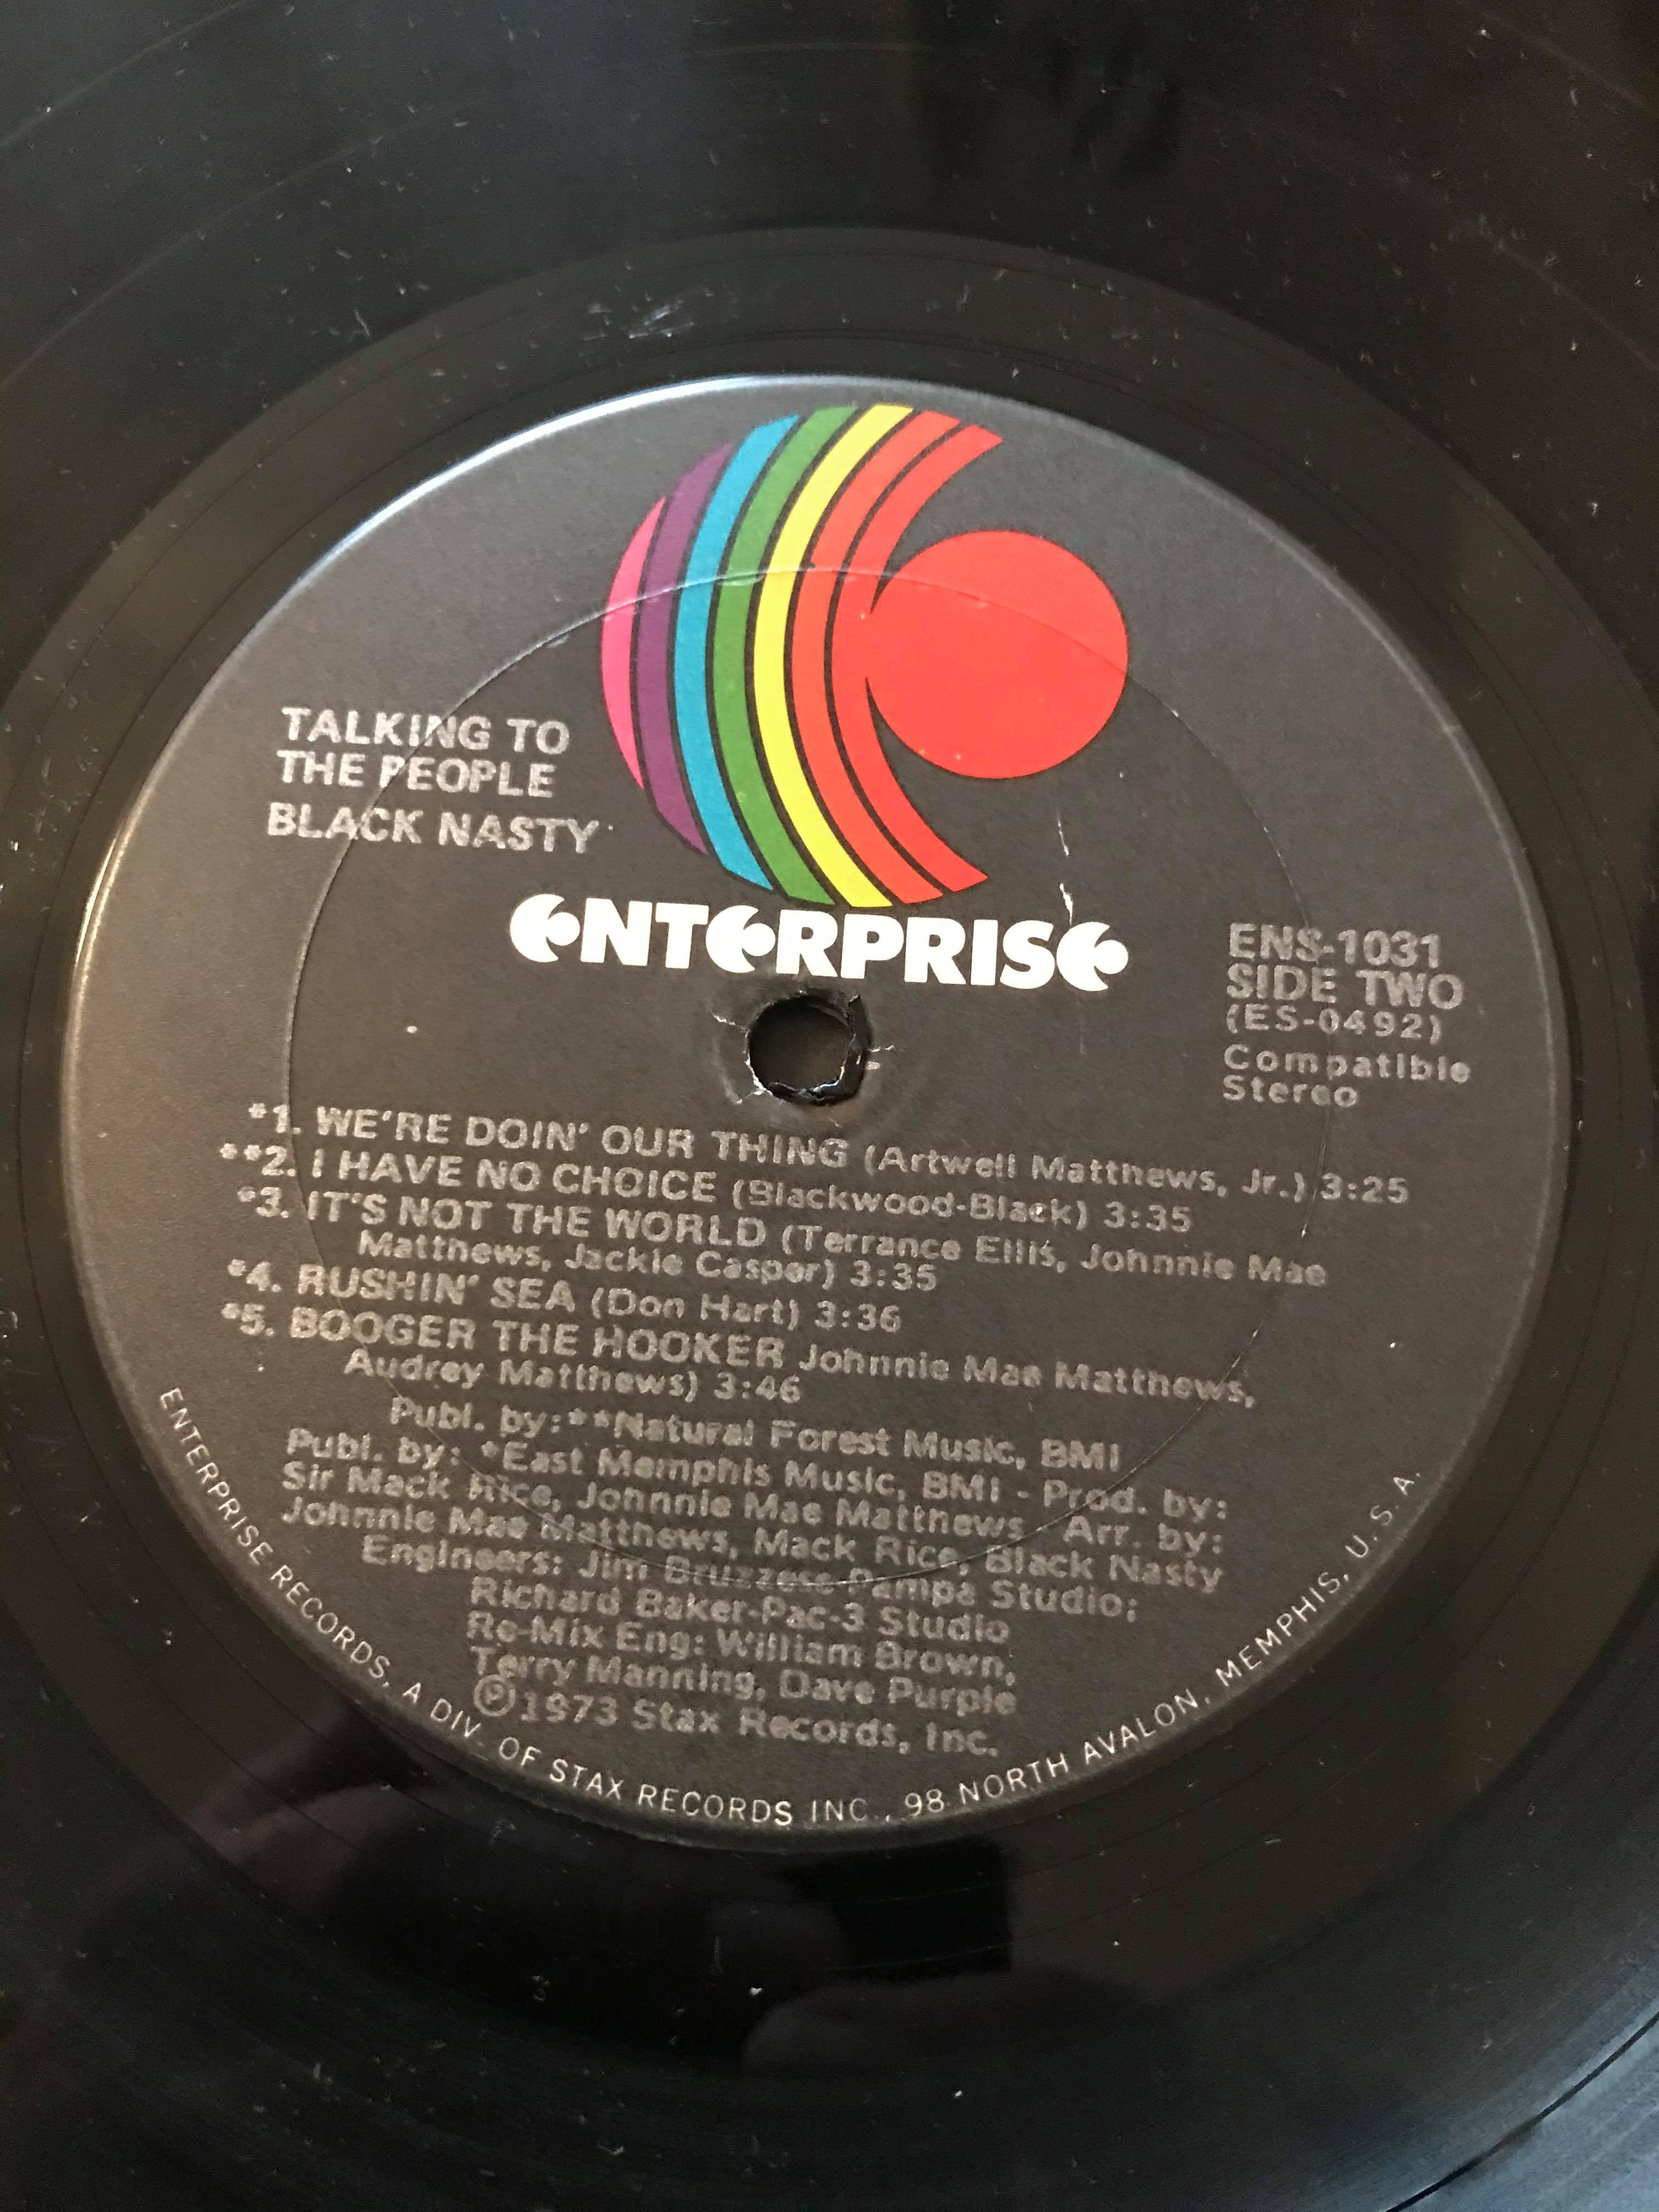 TALKING TO
THE PEOPLE
BLACK NASTY
ENTERPRISE
ENS-1031
SIDE TWO
(ES-0492)
Compatible
Stereo
*1. WE'RE DOIN' OUR THING (Artwell Matthews, Jr.) 3:25
**2. I HAVE NO CHOICE (Blackwood-Black) 3:35
*3. IT'S NOT THE WORLD (Terrance Ellis, Johnnie Mae
Matthews, Jackie Casper) 3:35
*4. RUSHIN' SEA (Don Hart) 3:36
*5. BOOGER THE HOOKER Johnnie Mae Matthews,
Audrey Matthews) 3:46
Publ. by:**Natural Forest Music, BMI
Publ. by: *East Memphis Music, BMI - Prod. by:
Sir Mack Rice, Johnnie Mae Matthews - Arr. by:
Johnnie Mae Matthews, Mack Rice, Black Nasty
Engineers: Jim Bruzzese-Pampa Studio;
Richard Baker-Pac-3 Studio
Re-Mix Eng: William Brown,
Terry Manning, Dave Purple
℗1973 Stax Records, Inc.
ENTERPRISE RECORDS, A DIV. OF STAX RECORDS INC., 98 NORTH AVALON, MEMPHIS, U.S.A.